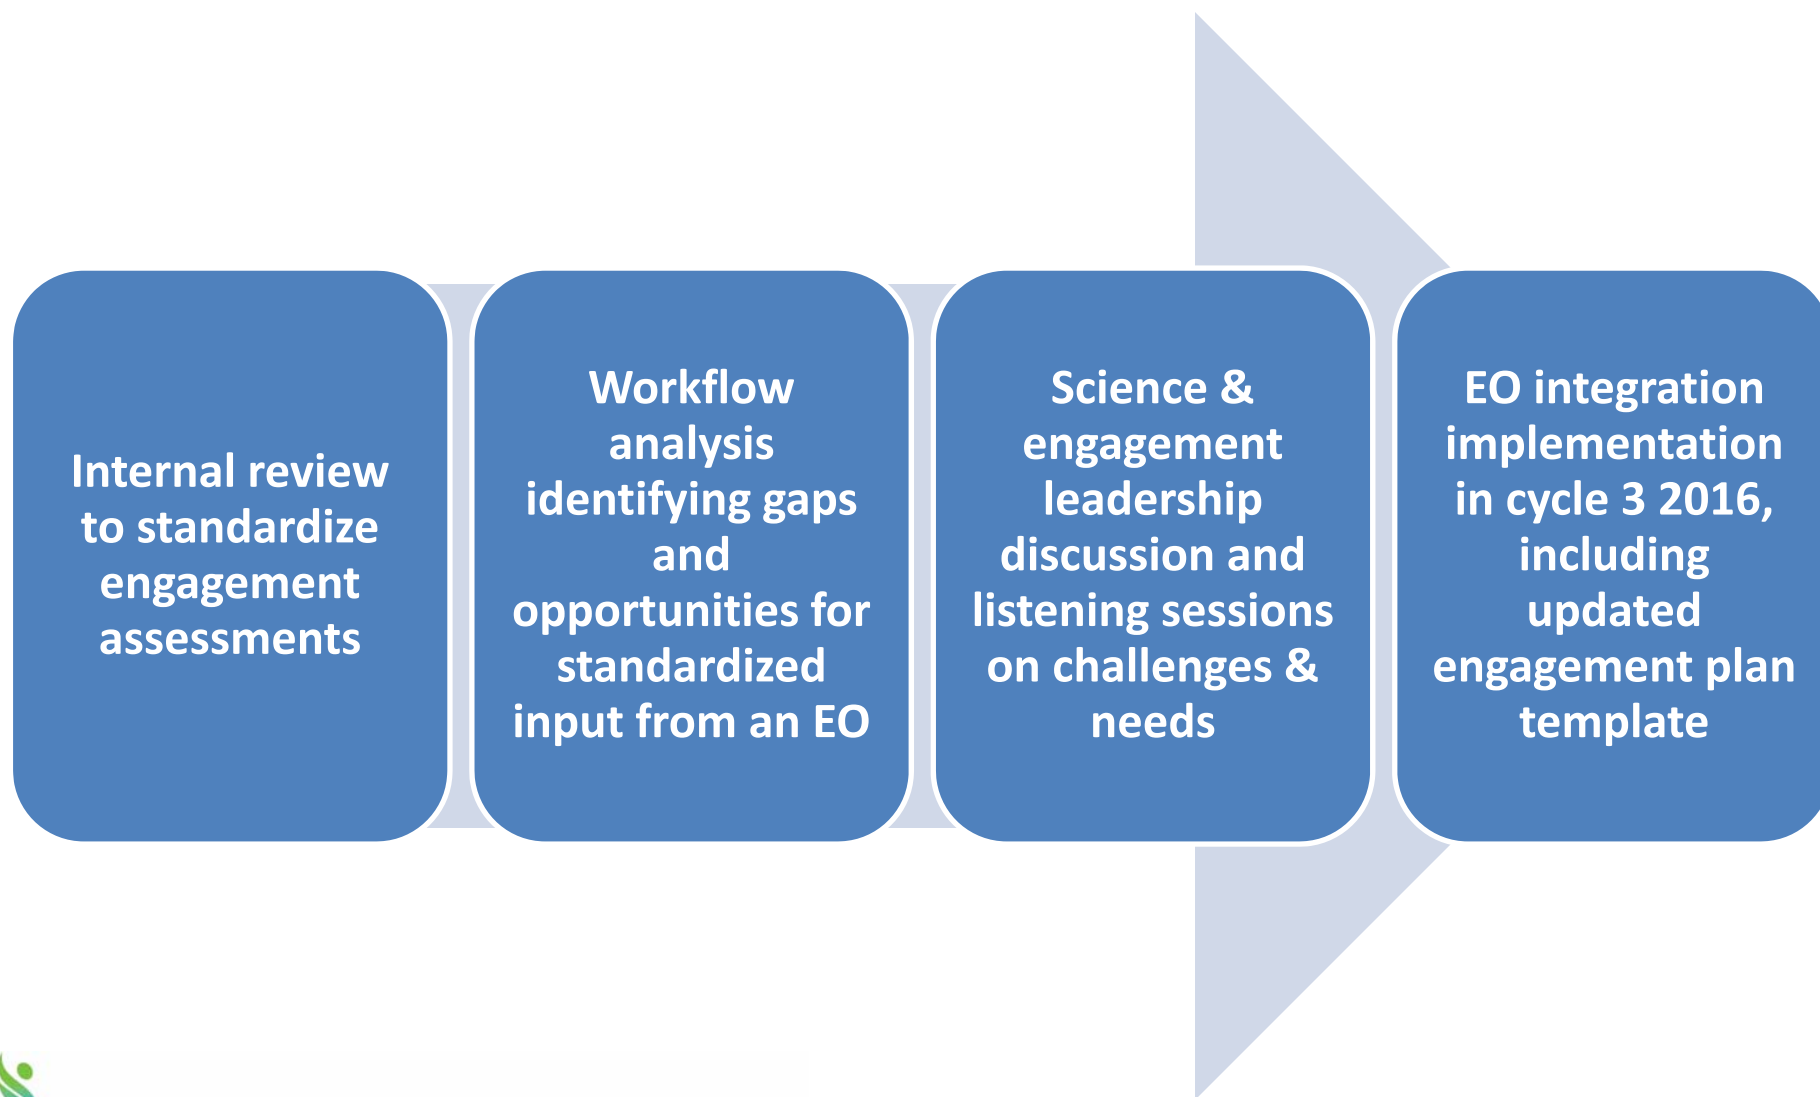 Internal review
to standardize
engagement
assessments
Workflow
analysis
identifying gaps
and
opportunities for
standardized
input from an EO
Science &
engagement
leadership
discussion and
listening sessions
on challenges &
needs
EO integration
implementation
in cycle 3 2016,
including
updated
engagement plan
template